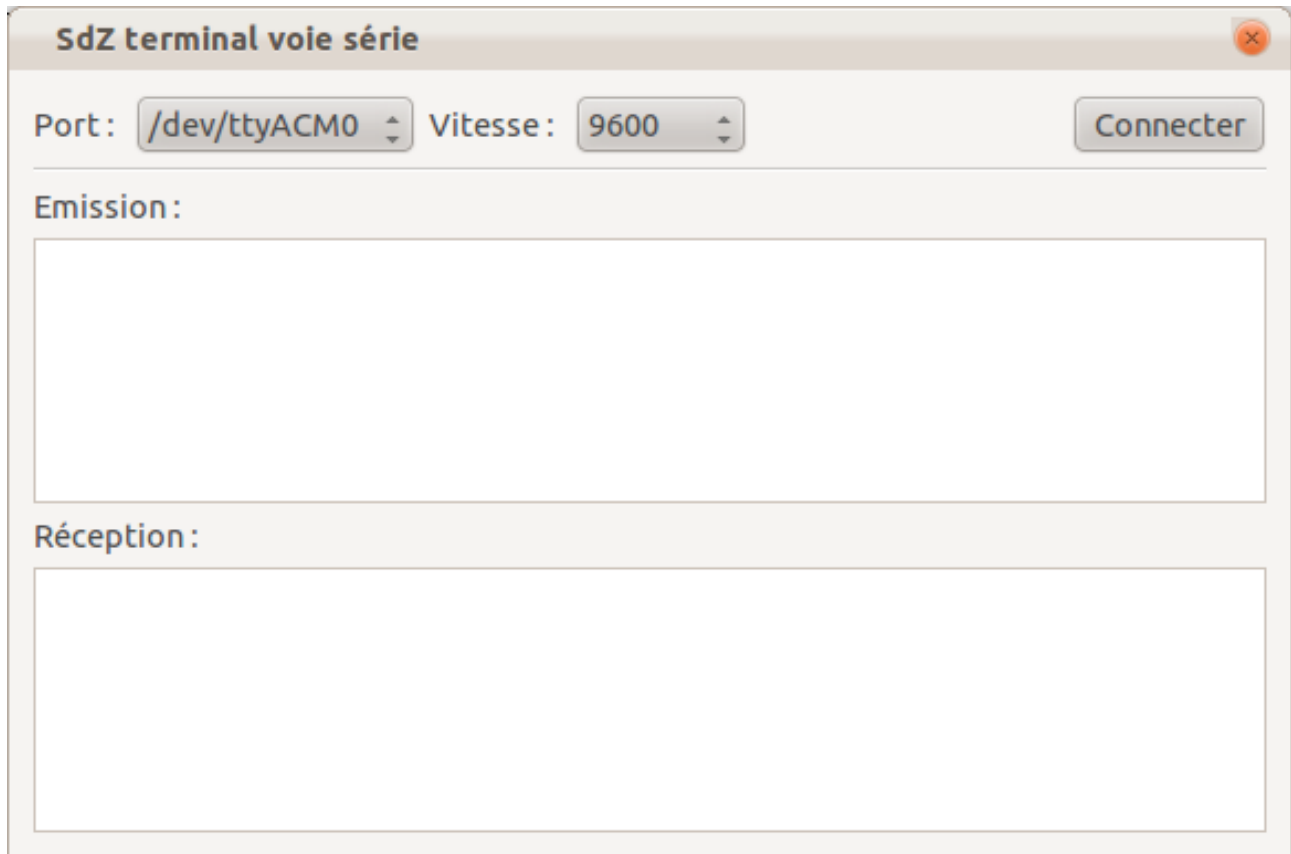 SdZ terminal voie série
Port : /dev/ttyACM0 Vitesse : 9600 Connecter
Emission :
Réception :